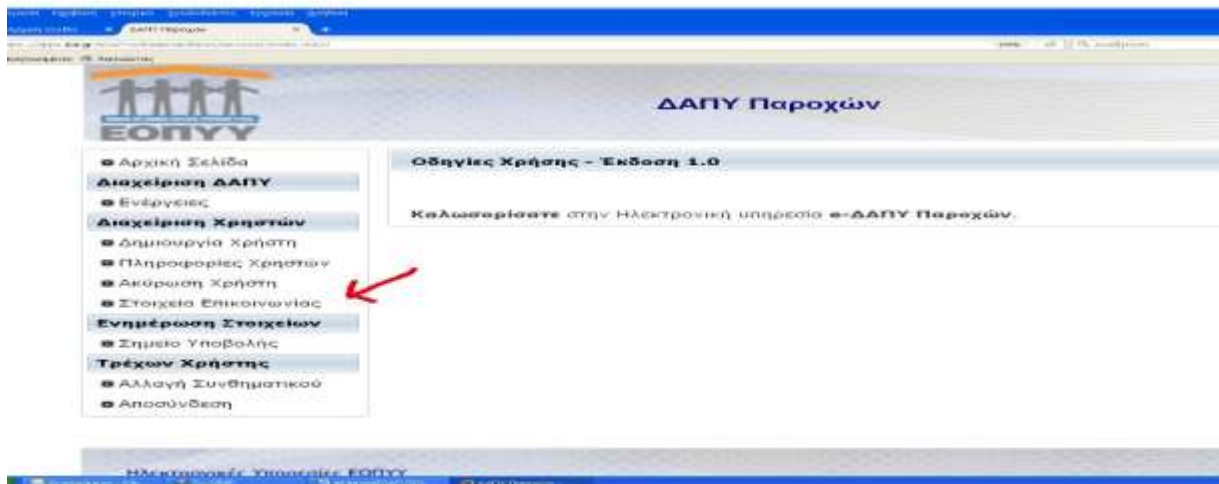 ΔΑΠΥ Παροχών
ΕΟΠΥΥ
ΔΑΠΥ Παροχών
Αρχική Σελίδα
Διαχείριση ΔΑΠΥ
Ενέργειες
Διαχείριση Χρηστών
Δημιουργία Χρήστη
Πληροφορίες Χρηστών
Ακύρωση Χρήστη
Στοιχεία Επικοινωνίας
Ενημέρωση Στοιχείων
Σημείο Υποβολής
Τρέχων Χρήστης
Αλλαγή Συνθηματικού
Αποσύνδεση
Οδηγίες Χρήσης - Έκδοση 1.0
Καλωσορίσατε στην Ηλεκτρονική υπηρεσία e-ΔΑΠΥ Παροχών.
Ηλεκτρονικές Υπηρεσίες ΕΟΠΥΥ